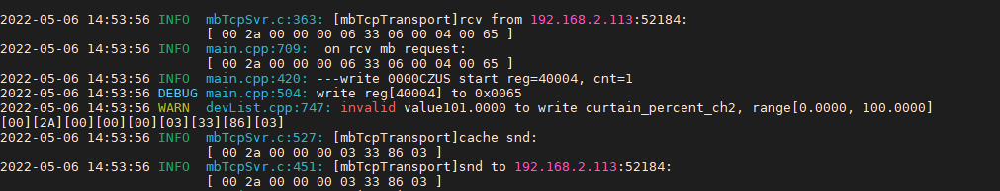 2022-05-06 14:53:56 INFO  mbTcpSvr.c:363: [mbTcpTransport]rcv from 192.168.2.113:52184:
[ 00 2a 00 00 00 06 33 06 00 04 00 65 ]
2022-05-06 14:53:56 INFO  main.cpp:709:  on rcv mb request:
[ 00 2a 00 00 00 06 33 06 00 04 00 65 ]
2022-05-06 14:53:56 INFO  main.cpp:420: ---write 0000CZUS start reg=40004, cnt=1
2022-05-06 14:53:56 DEBUG main.cpp:504: write reg[40004] to 0x0065
2022-05-06 14:53:56 WARN  devList.cpp:747: invalid value101.0000 to write curtain_percent_ch2, range[0.0000, 100.0000]
[00][2A][00][00][00][03][33][86][03]
2022-05-06 14:53:56 INFO  mbTcpSvr.c:527: [mbTcpTransport]cache snd:
[ 00 2a 00 00 00 03 33 86 03 ]
2022-05-06 14:53:56 INFO  mbTcpSvr.c:451: [mbTcpTransport]snd to 192.168.2.113:52184:
[ 00 2a 00 00 00 03 33 86 03 ]